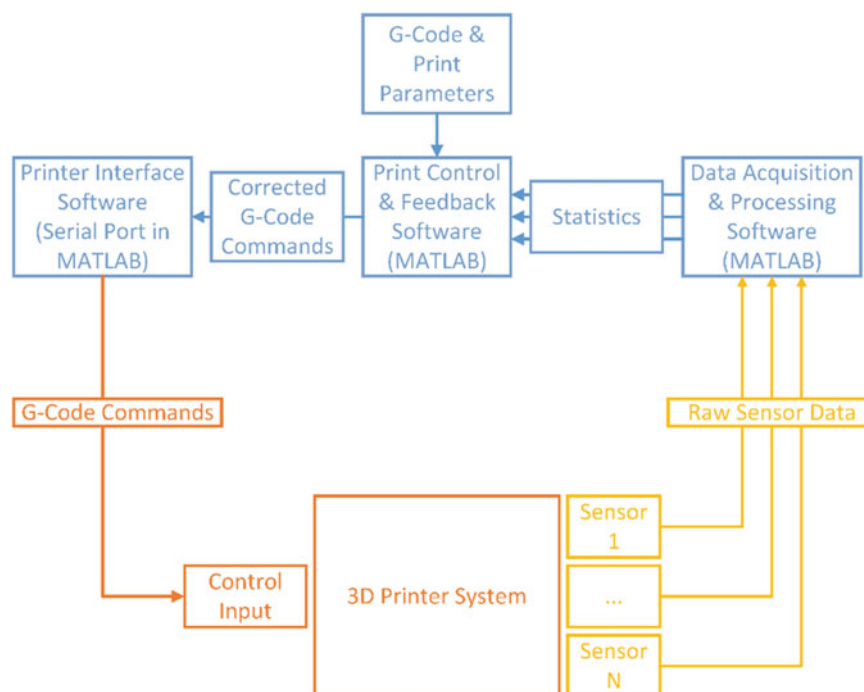 G-Code &
Print
Parameters
Printer Interface
Software
(Serial Port in
MATLAB)
Corrected
G-Code
Commands
Print Control
& Feedback
Software
(MATLAB)
Statistics
Data Acquisition
& Processing
Software
(MATLAB)
G-Code Commands
Raw Sensor Data
Control
Input
3D Printer System
Sensor
1
...
Sensor
N